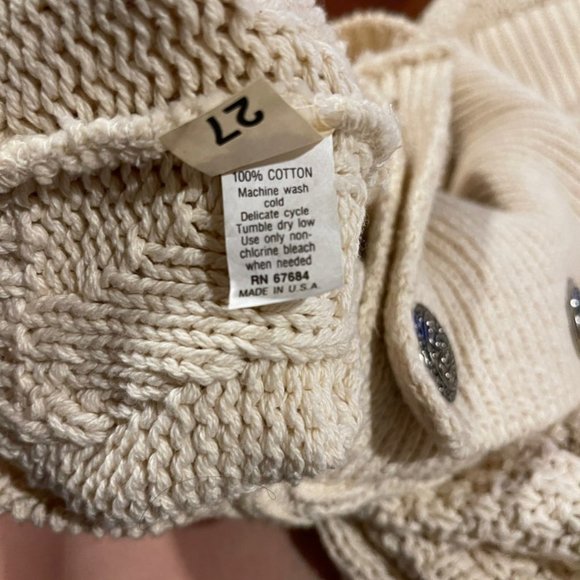 27
100% COTTON
Machine wash
cold
Delicate cycle
Tumble dry low
Use only non-
chlorine bleach
when needed
RN 67684
MADE IN U.S.A.